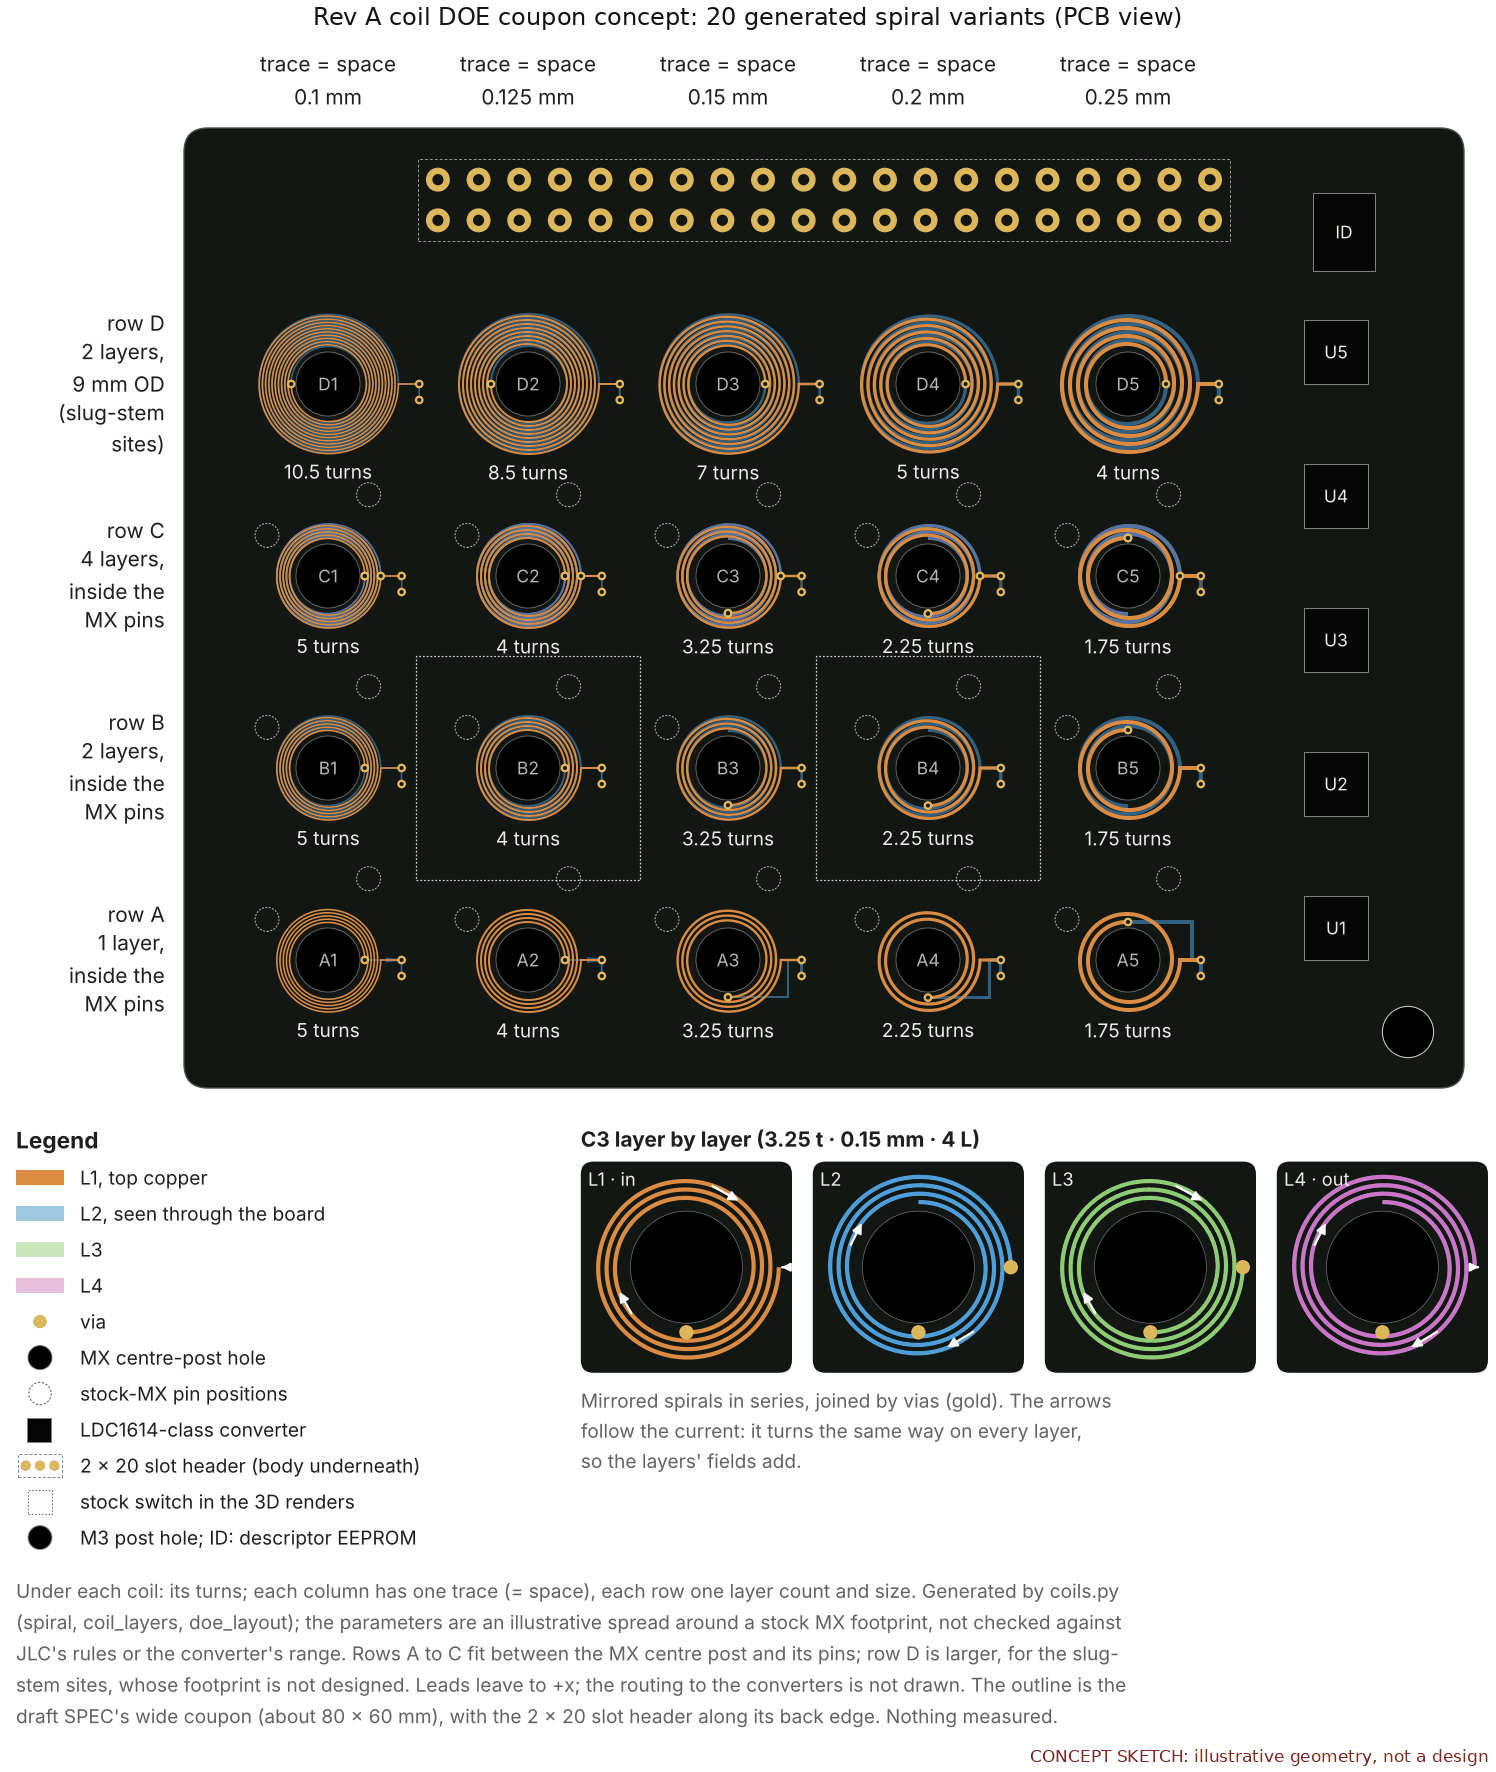 Rev A coil DOE coupon concept: 20 generated spiral variants (PCB view)
trace = space
0.1 mm
trace = space
0.125 mm
trace = space
0.15 mm
trace = space
0.2 mm
trace = space
0.25 mm
ID
row D
2 layers,
9 mm OD
(slug-stem
sites)
D1
D2
D3
D4
D5
U5
10.5 turns
8.5 turns
7 turns
5 turns
4 turns
U4
row C
4 layers,
inside the
MX pins
C1
C2
C3
C4
C5
5 turns
4 turns
3.25 turns
2.25 turns
1.75 turns
U3
row B
2 layers,
inside the
MX pins
B1
B2
B3
B4
B5
U2
5 turns
4 turns
3.25 turns
2.25 turns
1.75 turns
row A
1 layer,
inside the
MX pins
A1
A2
A3
A4
A5
U1
5 turns
4 turns
3.25 turns
2.25 turns
1.75 turns
Legend
L1, top copper
L2, seen through the board
L3
L4
via
MX centre-post hole
stock-MX pin positions
LDC1614-class converter
2 × 20 slot header (body underneath)
stock switch in the 3D renders
M3 post hole; ID: descriptor EEPROM
C3 layer by layer (3.25 t · 0.15 mm · 4 L)
L1 · in
L2
L3
L4 · out
Mirrored spirals in series, joined by vias (gold). The arrows
follow the current: it turns the same way on every layer,
so the layers' fields add.
Under each coil: its turns; each column has one trace (= space), each row one layer count and size. Generated by coils.py
(spiral, coil_layers, doe_layout); the parameters are an illustrative spread around a stock MX footprint, not checked against
JLC's rules or the converter's range. Rows A to C fit between the MX centre post and its pins; row D is larger, for the slug-
stem sites, whose footprint is not designed. Leads leave to +x; the routing to the converters is not drawn. The outline is the
draft SPEC's wide coupon (about 80 × 60 mm), with the 2 × 20 slot header along its back edge. Nothing measured.
CONCEPT SKETCH: illustrative geometry, not a design